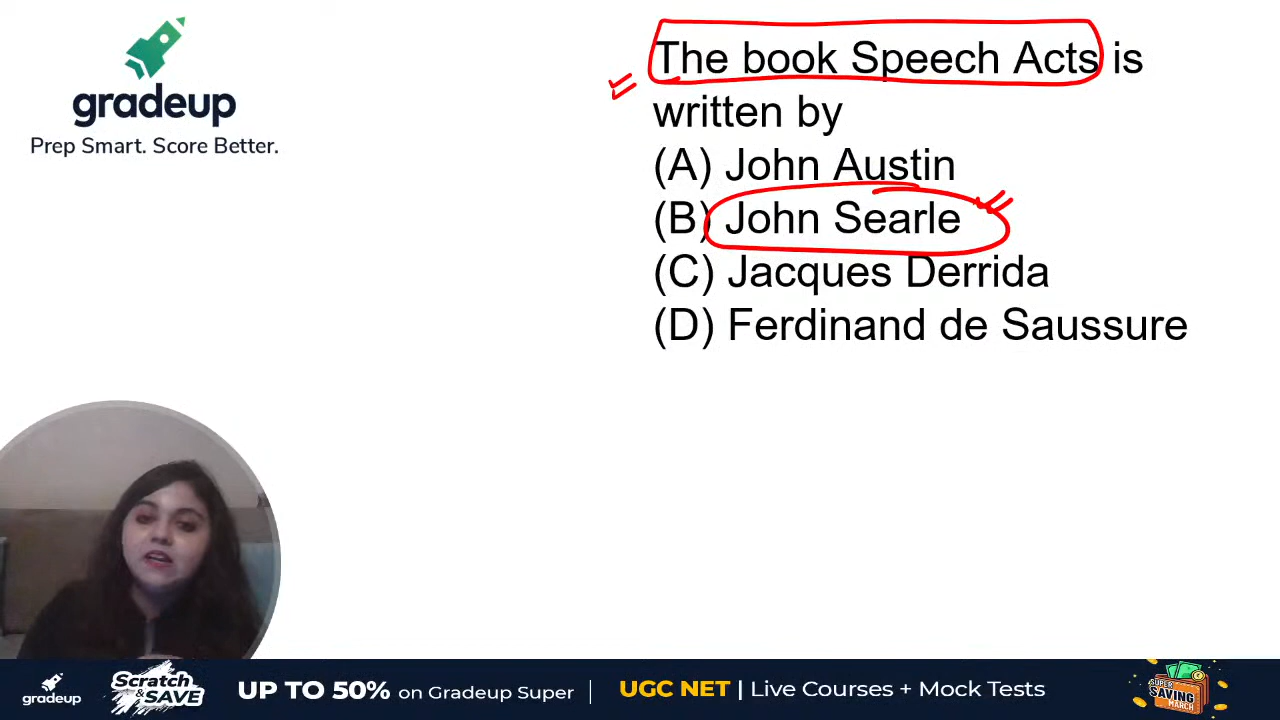 gradeup
Prep Smart. Score Better.
The book Speech Acts is
written by
(A) John Austin
(B) John Searle
(C) Jacques Derrida
(D) Ferdinand de Saussure
gradeup
Scratch
& SAVE
UP TO 50% on Gradeup Super
UGC NET | Live Courses + Mock Tests
SUPER
SAVING
MARCH